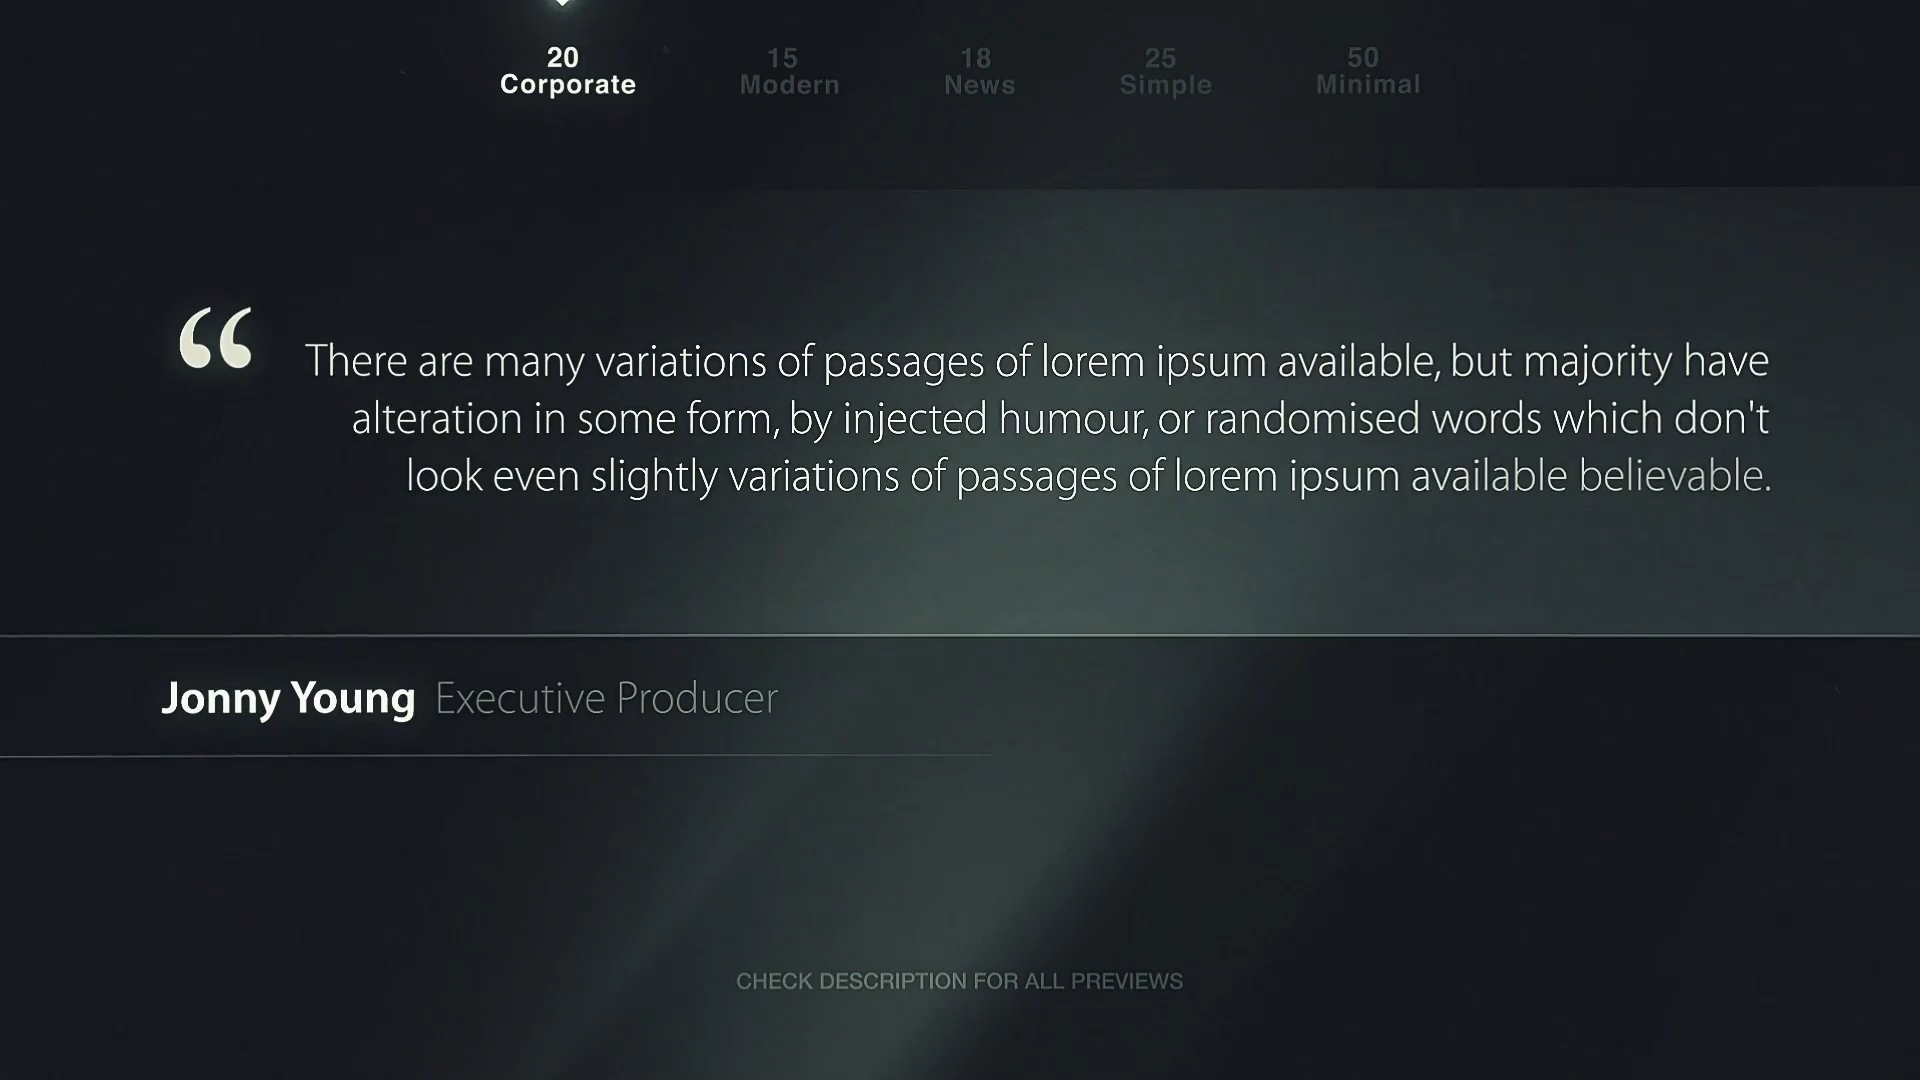 20 15 18 25 50
Corporate Modern News Simple Minimal
“ There are many variations of passages of lorem ipsum available, but majority have
alteration in some form, by injected humour, or randomised words which don't
look even slightly variations of passages of lorem ipsum available believable.
Jonny Young Executive Producer
CHECK DESCRIPTION FOR ALL PREVIEWS